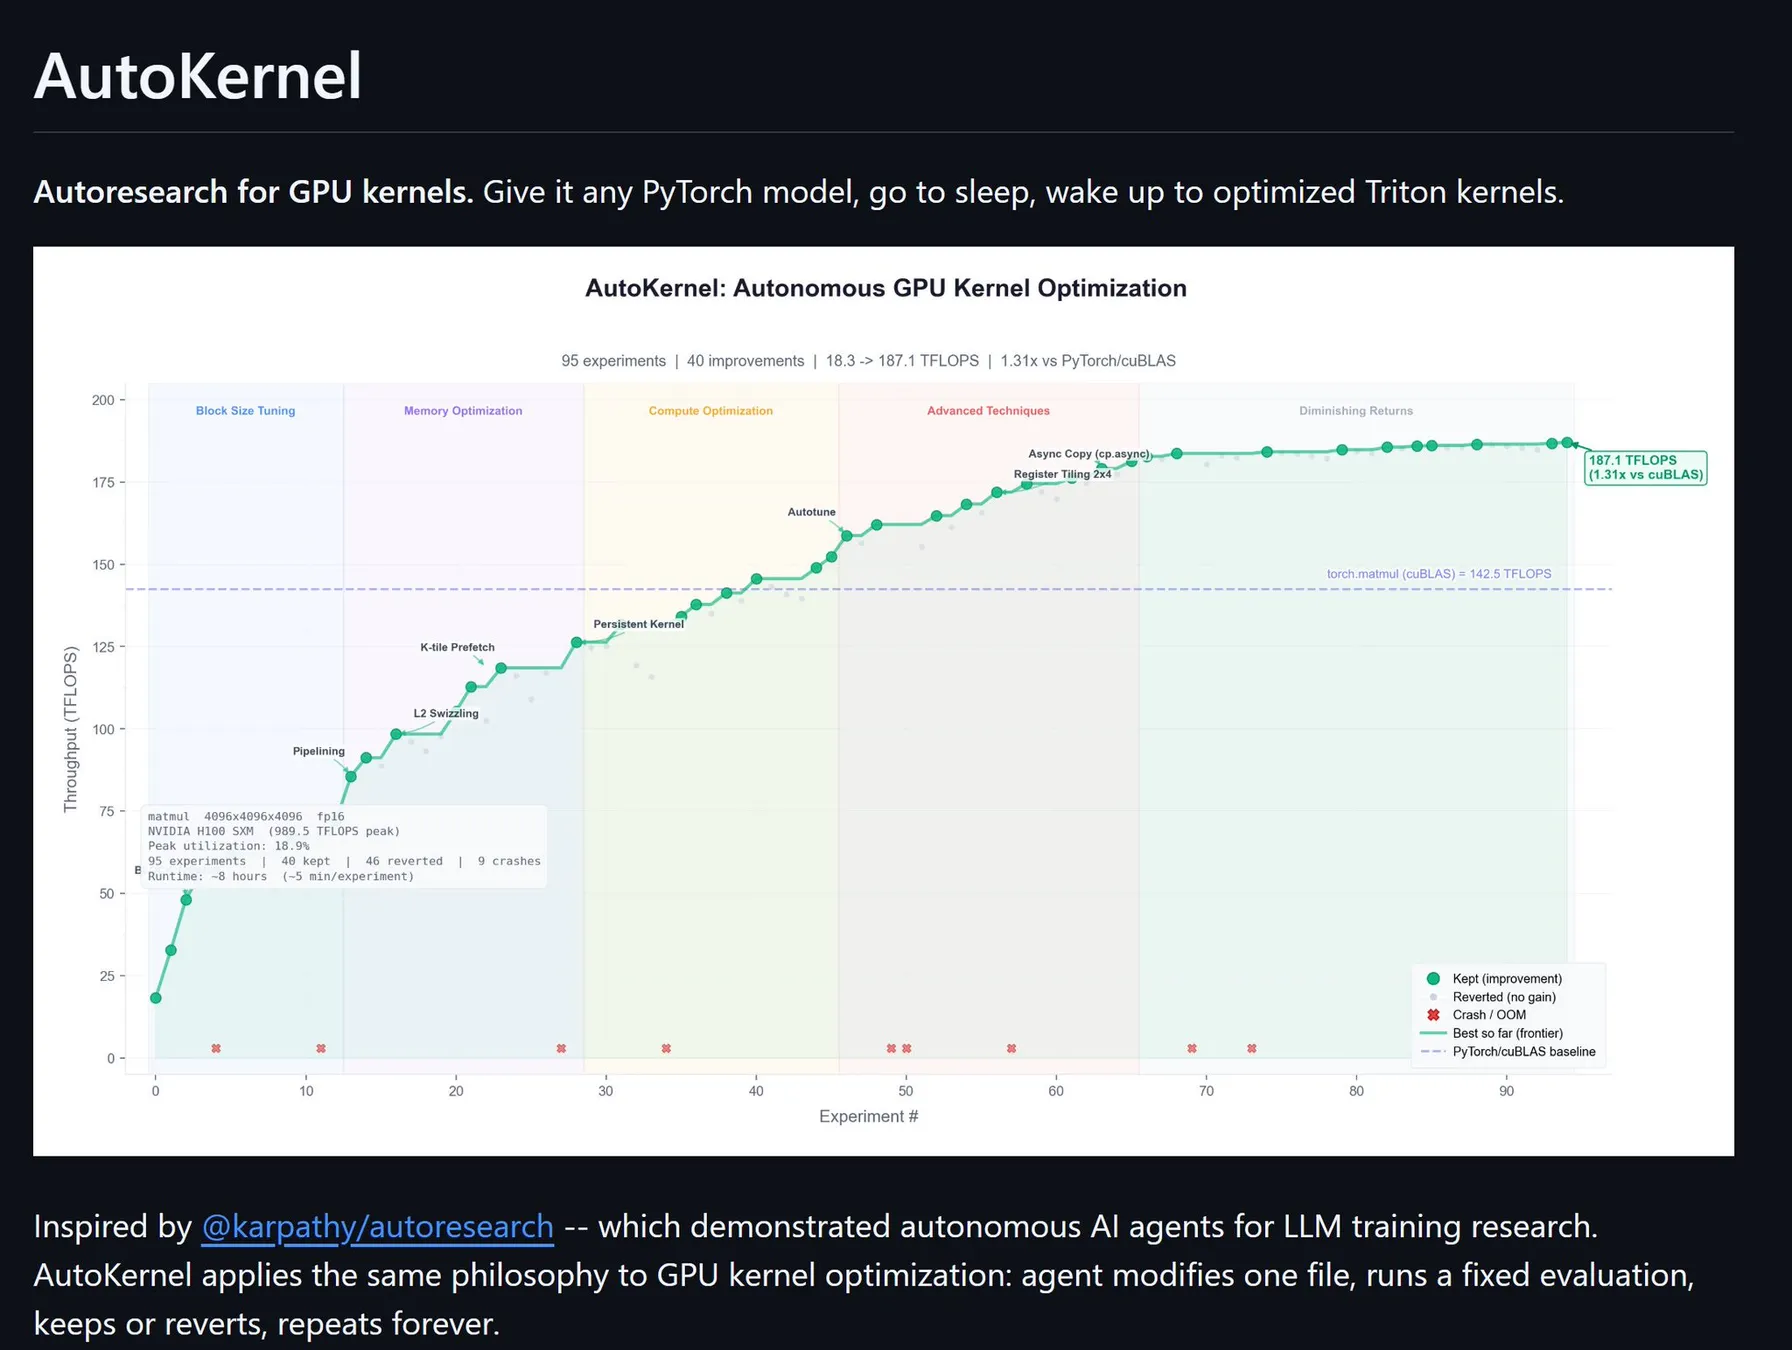 AutoKernel
Autoresearch for GPU kernels. Give it any PyTorch model, go to sleep, wake up to optimized Triton kernels.
AutoKernel: Autonomous GPU Kernel Optimization
95 experiments | 40 improvements | 18.3 -> 187.1 TFLOPS | 1.31x vs PyTorch/cuBLAS
Block Size Tuning
Memory Optimization
Compute Optimization
Advanced Techniques
Diminishing Returns
Throughput (TFLOPS)
200
175
150
125
100
75
50
25
0
Async Copy (cp.async)
Register Tiling 2x4
187.1 TFLOPS
(1.31x vs cuBLAS)
Autotune
torch.matmul (cuBLAS) = 142.5 TFLOPS
Persistent Kernel
K-tile Prefetch
L2 Swizzling
Pipelining
matmul 4096x4096x4096 fp16
NVIDIA H100 SXM (989.5 TFLOPS peak)
Peak utilization: 18.9%
95 experiments | 40 kept | 46 reverted | 9 crashes
Runtime: ~8 hours (~5 min/experiment)
Kept (improvement)
Reverted (no gain)
Crash / OOM
Best so far (frontier)
PyTorch/cuBLAS baseline
0 10 20 30 40 50 60 70 80 90
Experiment #
Inspired by @karpathy/autoresearch -- which demonstrated autonomous AI agents for LLM training research.
AutoKernel applies the same philosophy to GPU kernel optimization: agent modifies one file, runs a fixed evaluation,
keeps or reverts, repeats forever.